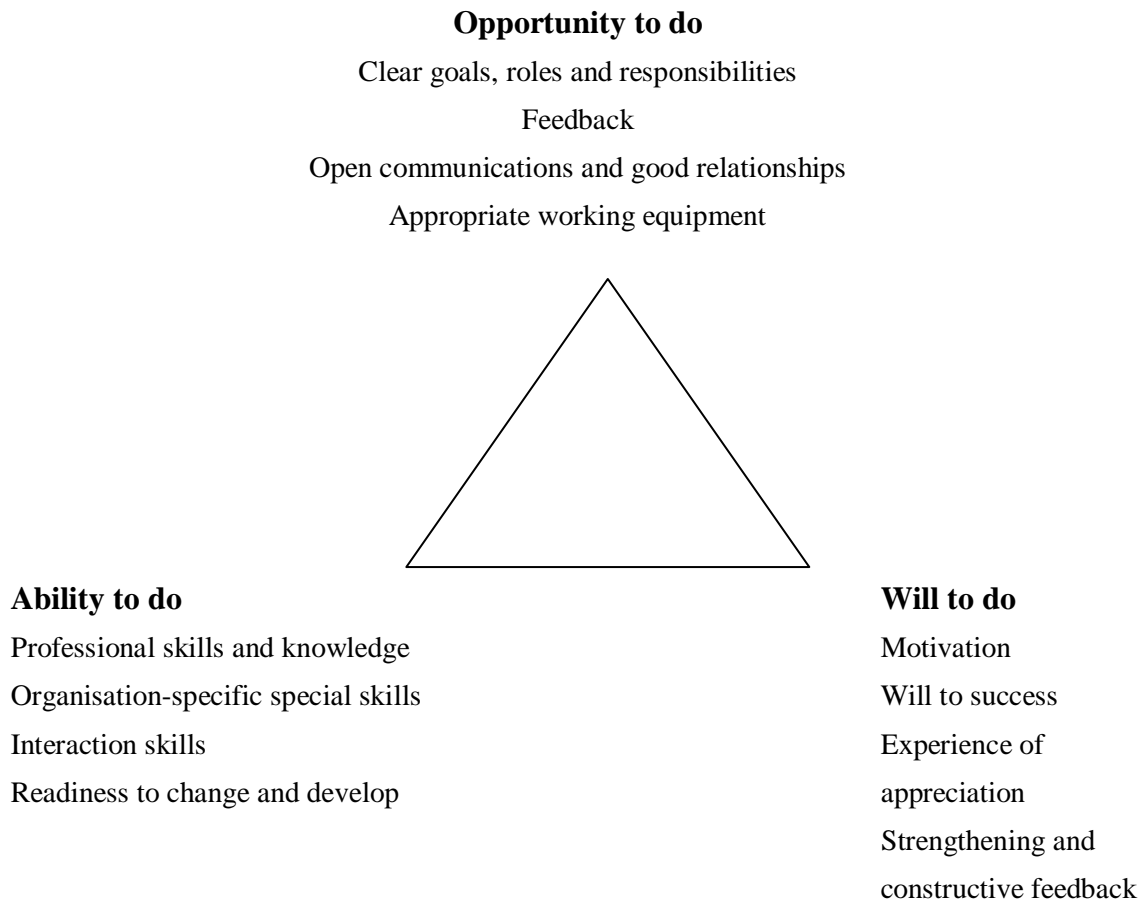 Opportunity to do
Clear goals, roles and responsibilities
Feedback
Open communications and good relationships
Appropriate working equipment
Ability to do
Professional skills and knowledge
Organisation-specific special skills
Interaction skills
Readiness to change and develop
Will to do
Motivation
Will to success
Experience of
appreciation
Strengthening and
constructive feedback